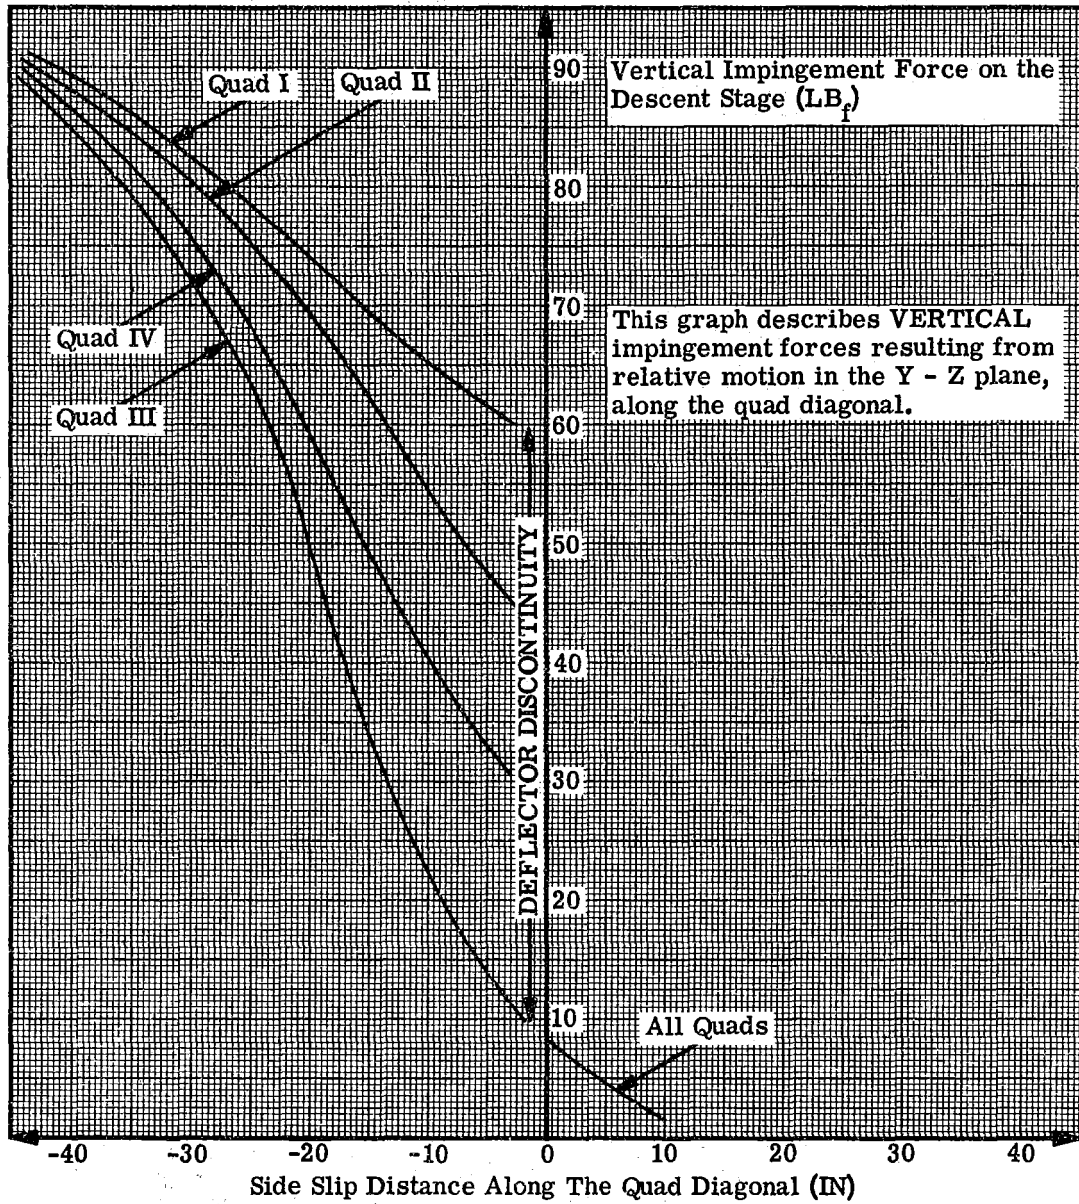 Quad I
Quad II
Quad IV
Quad III
90
80
70
60
50
40
30
20
10
Vertical Impingement Force on the
Descent Stage (LBf)
This graph describes VERTICAL
impingement forces resulting from
relative motion in the Y - Z plane,
along the quad diagonal.
DEFLECTOR DISCONTINUITY
All Quads
-40 -30 -20 -10 0 10 20 30 40
Side Slip Distance Along The Quad Diagonal (IN)